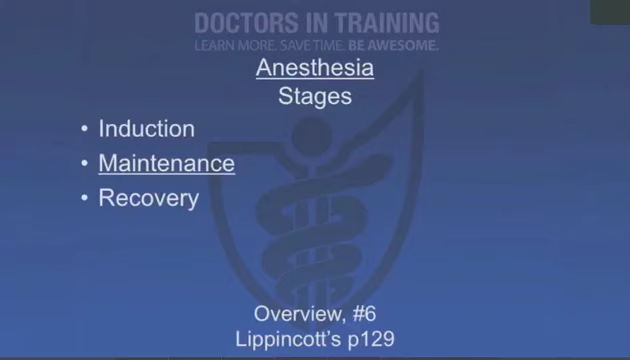 DOCTORS IN TRAINING
LEARN MORE. SAVE TIME. BE AWESOME.
Anesthesia
Stages
• Induction
• Maintenance
• Recovery
Overview, #6
Lippincott's p129